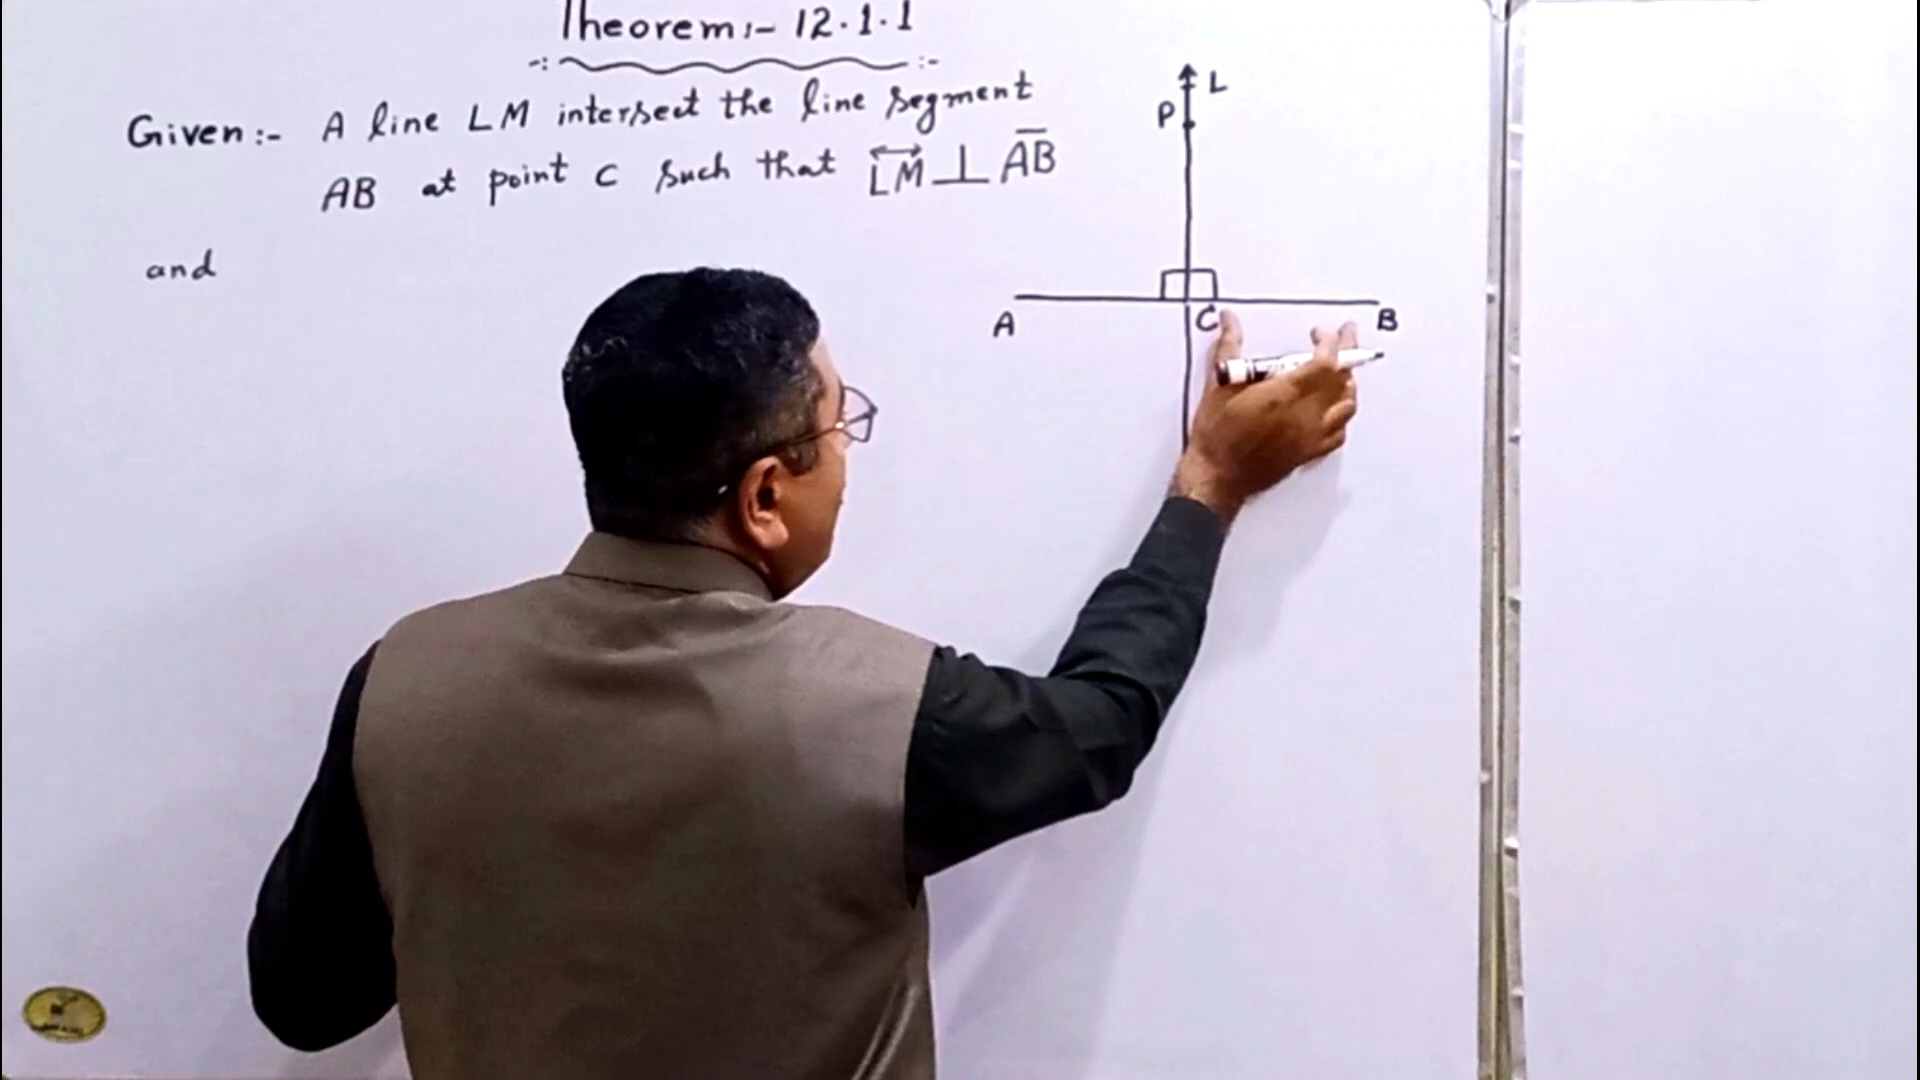 Theorem:- 12.1.1
-: :-
Given:- A line LM intersect the line segment
AB at point C such that LM ⊥ AB
and
L
P
A
C
B